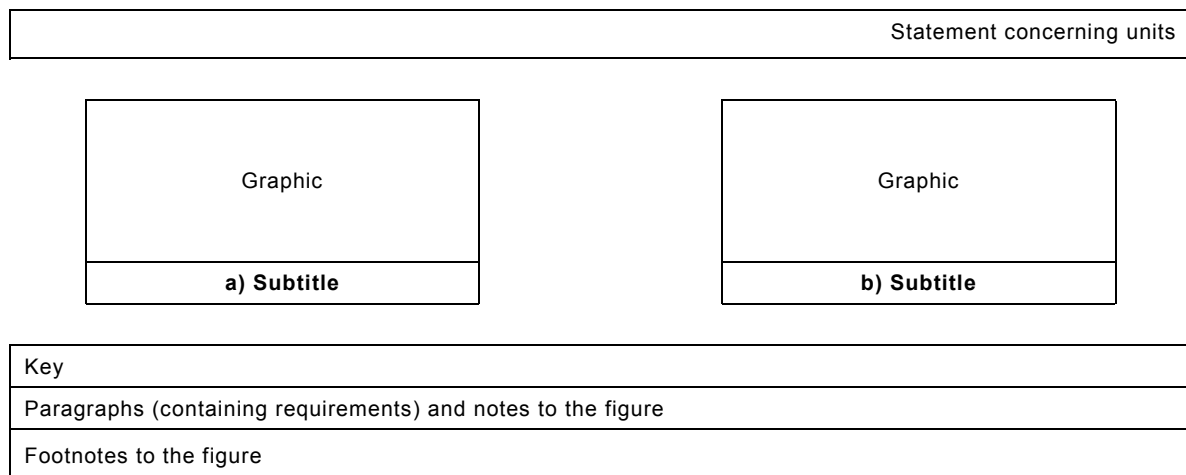 Statement concerning units
Graphic
Graphic
a) Subtitle
b) Subtitle
Key
Paragraphs (containing requirements) and notes to the figure
Footnotes to the figure